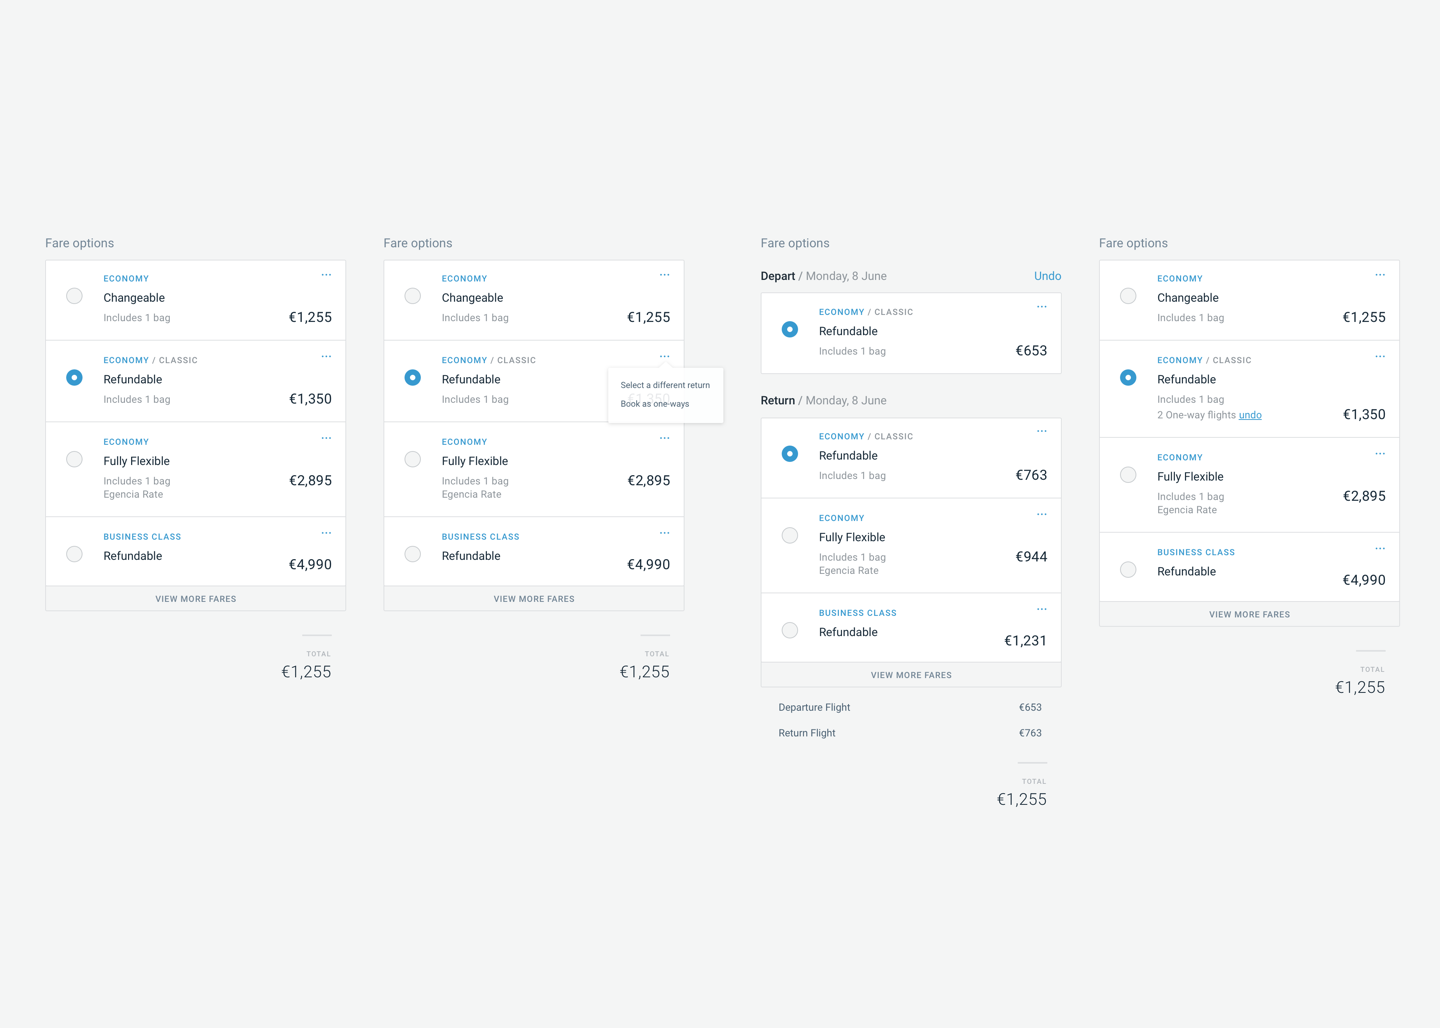 Fare options
ECONOMY
Changeable
Includes 1 bag
€1,255
ECONOMY / CLASSIC
Refundable
Includes 1 bag
€1,350
ECONOMY
Fully Flexible
Includes 1 bag
€2,895
Egencia Rate
BUSINESS CLASS
Refundable
€4,990
VIEW MORE FARES
TOTAL
€1,255
Fare options
ECONOMY
Changeable
Includes 1 bag
€1,255
ECONOMY / CLASSIC
Refundable
Includes 1 bag
€1,350
Select a different return
Book as one-ways
ECONOMY
Fully Flexible
Includes 1 bag
€2,895
Egencia Rate
BUSINESS CLASS
Refundable
€4,990
VIEW MORE FARES
TOTAL
€1,255
Fare options
Depart / Monday, 8 June
Undo
ECONOMY / CLASSIC
Refundable
Includes 1 bag
€653
Return / Monday, 8 June
ECONOMY / CLASSIC
Refundable
Includes 1 bag
€763
ECONOMY
Fully Flexible
Includes 1 bag
€944
Egencia Rate
BUSINESS CLASS
Refundable
€1,231
VIEW MORE FARES
Departure Flight €653
Return Flight €763
TOTAL
€1,255
Fare options
ECONOMY
Changeable
Includes 1 bag
€1,255
ECONOMY / CLASSIC
Refundable
Includes 1 bag
2 One-way flights undo
€1,350
ECONOMY
Fully Flexible
Includes 1 bag
€2,895
Egencia Rate
BUSINESS CLASS
Refundable
€4,990
VIEW MORE FARES
TOTAL
€1,255